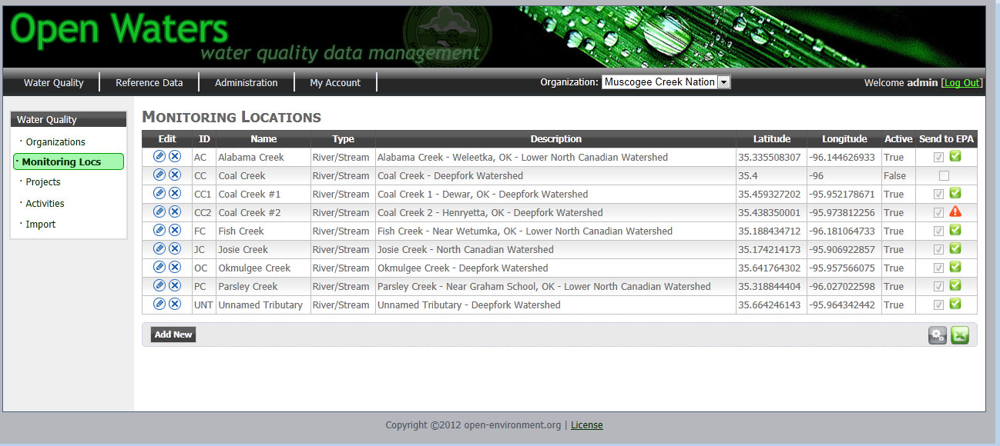 Open Waters
water quality data management
Water Quality Reference Data Administration My Account Organization: Muscogee Creek Nation Welcome admin [Log Out]
Water Quality
· Organizations
· Monitoring Locs
· Projects
· Activities
· Import
Monitoring Locations
Edit ID Name Type Description Latitude Longitude Active Send to EPA
AC Alabama Creek River/Stream Alabama Creek - Weleetka, OK - Lower North Canadian Watershed 35.335508307 -96.144626933 True
CC Coal Creek River/Stream Coal Creek - Deepfork Watershed 35.4 -96 False
CC1 Coal Creek #1 River/Stream Coal Creek 1 - Dewar, OK - Deepfork Watershed 35.459327202 -95.952178671 True
CC2 Coal Creek #2 River/Stream Coal Creek 2 - Henryetta, OK - Deepfork Watershed 35.438350001 -95.973812256 True
FC Fish Creek River/Stream Fish Creek - Near Wetumka, OK - Lower North Canadian Watershed 35.188434712 -96.181064733 True
JC Josie Creek River/Stream Josie Creek - North Canadian Watershed 35.174214173 -95.906922857 True
OC Okmulgee Creek River/Stream Okmulgee Creek - Deepfork Watershed 35.641764302 -95.957566075 True
PC Parsley Creek River/Stream Parsley Creek - Near Graham School, OK - Lower North Canadian Watershed 35.318844404 -96.027022598 True
UNT Unnamed Tributary River/Stream Unnamed Tributary - Deepfork Watershed 35.664246143 -95.964342442 True
Add New
Copyright ©2012 open-environment.org | License